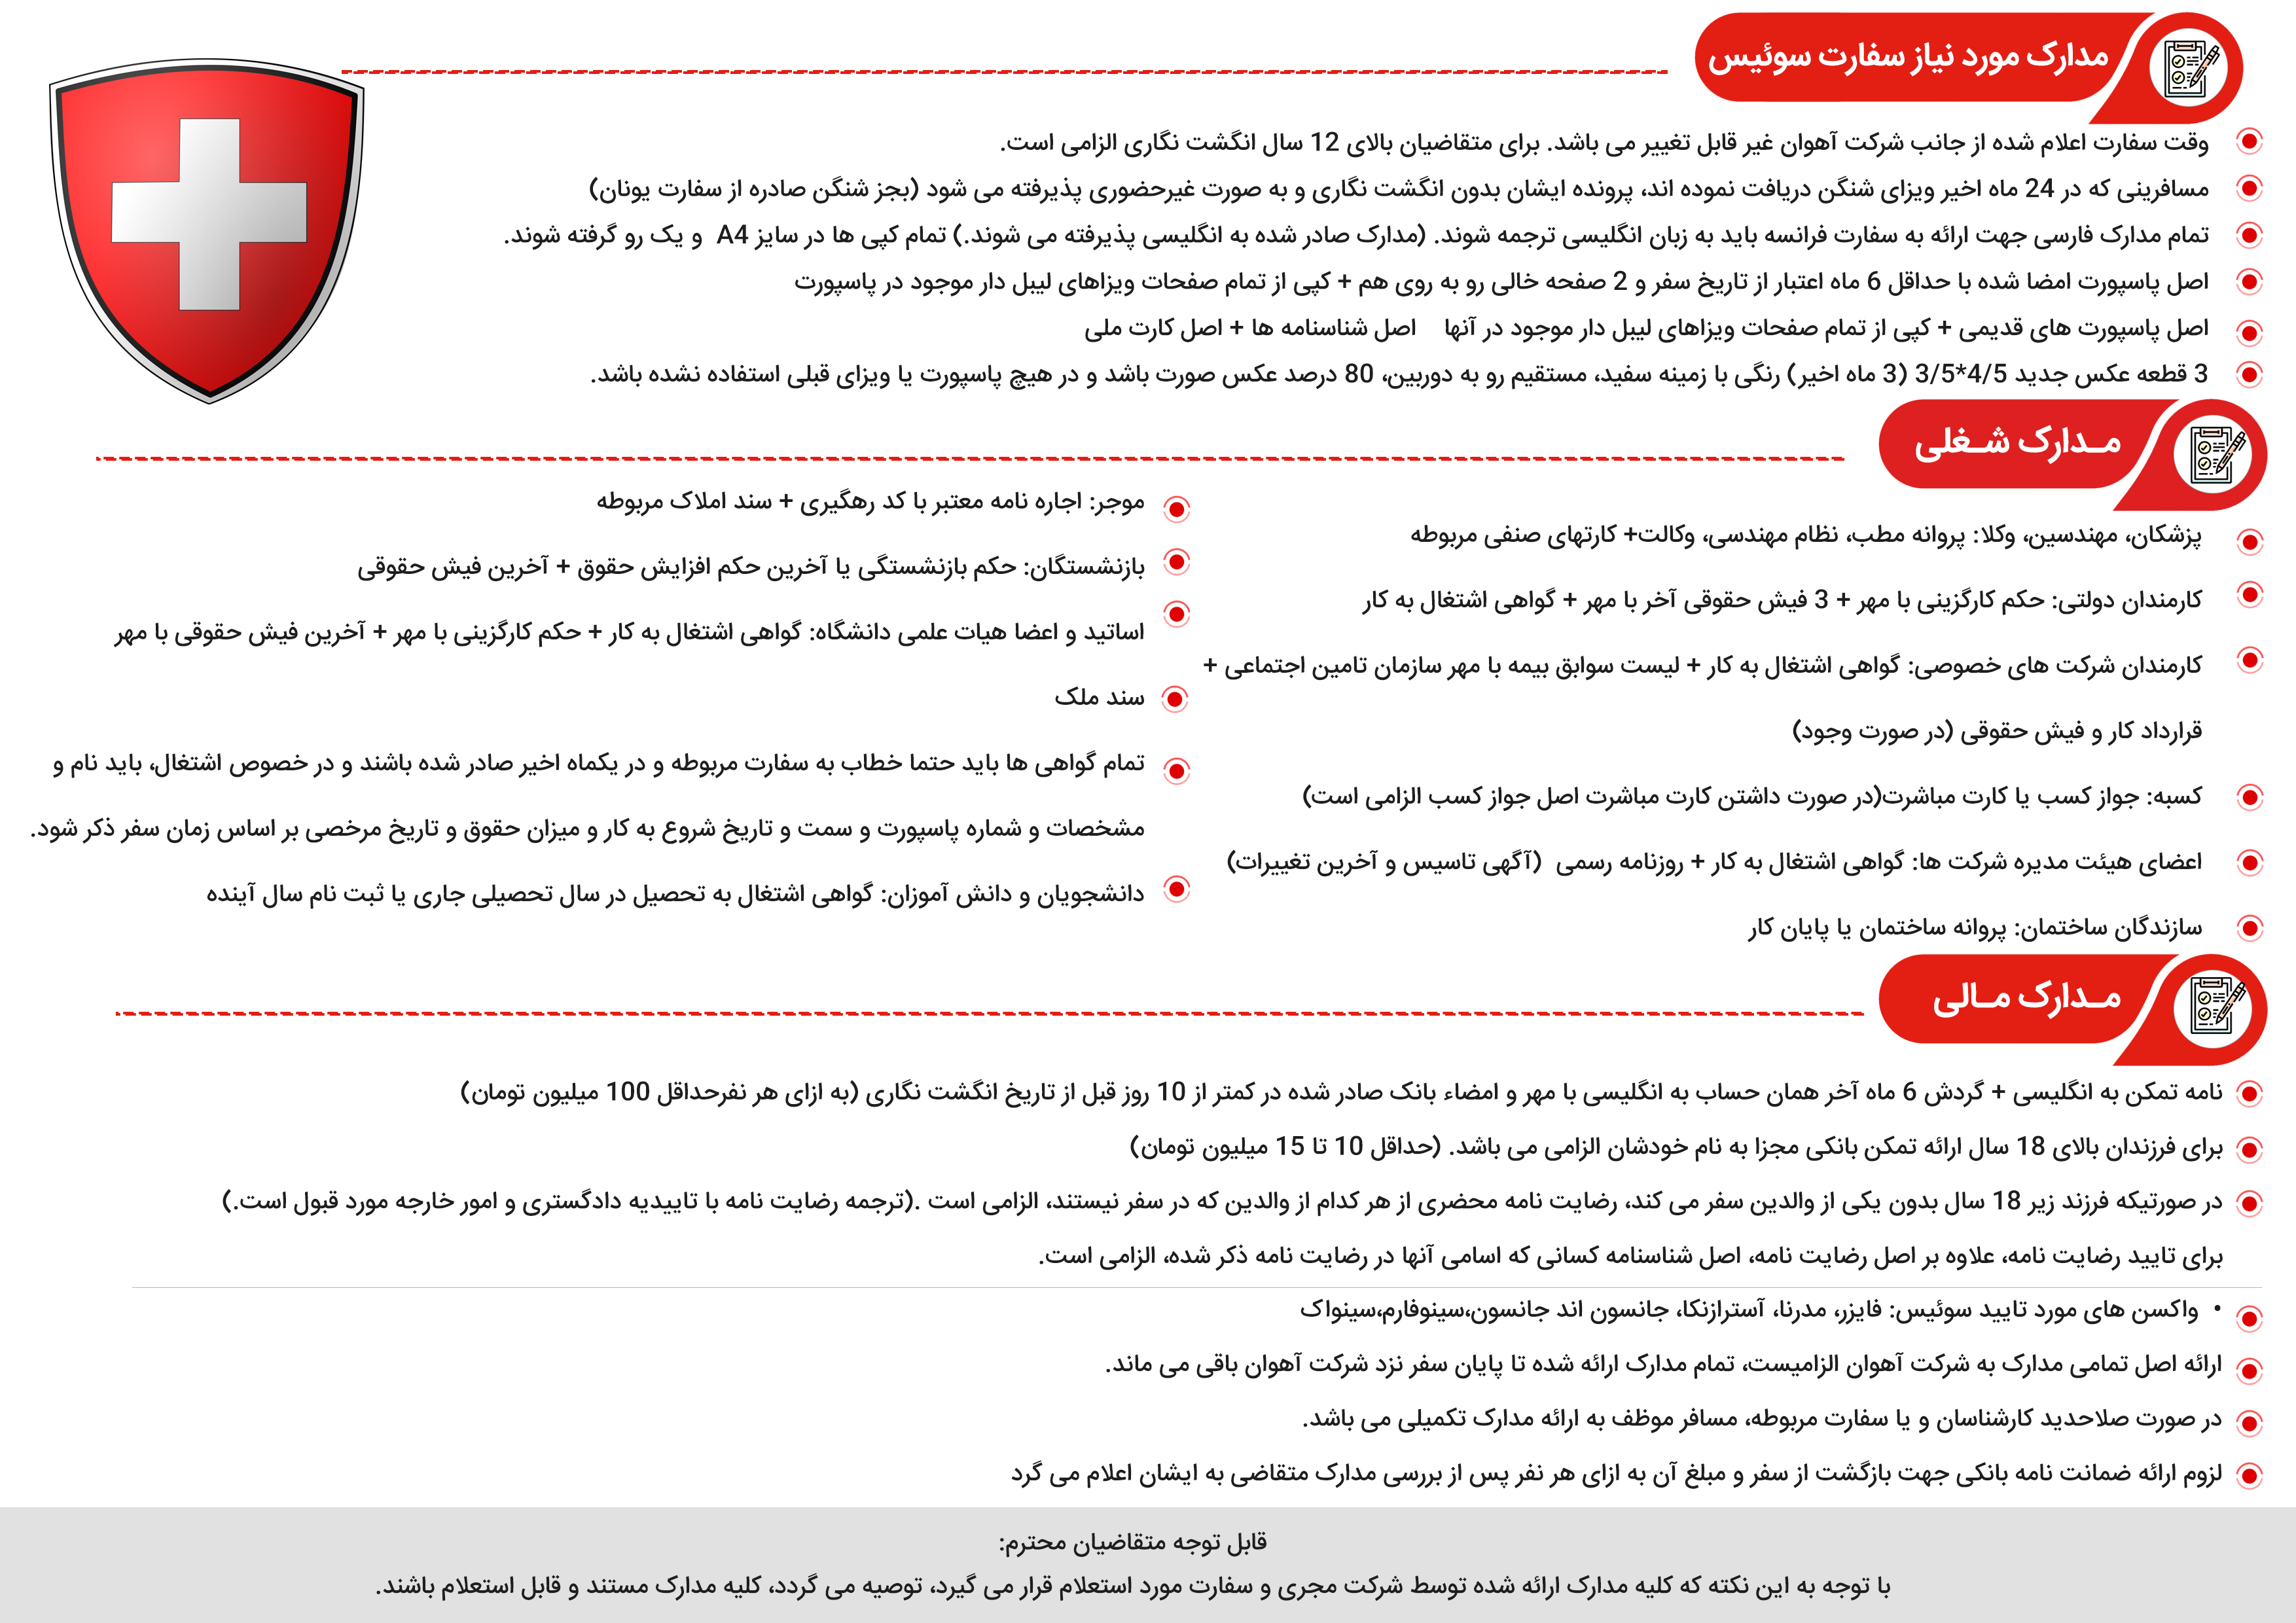 مدارک مورد نیاز سفارت سوئیس
وقت سفارت اعلام شده از جانب شرکت آهوان غیر قابل تغییر می باشد. برای متقاضیان بالای 12 سال انگشت نگاری الزامی است.
مسافرینی که در 24 ماه اخیر ویزای شنگن دریافت نموده اند، پرونده ایشان بدون انگشت نگاری و به صورت غیرحضوری پذیرفته می شود (بجز شنگن صادره از سفارت یونان)
تمام مدارک فارسی جهت ارائه به سفارت فرانسه باید به زبان انگلیسی ترجمه شوند. (مدارک صادر شده به انگلیسی پذیرفته می شوند.) تمام کپی ها در سایز A4 و یک رو گرفته شوند.
اصل پاسپورت امضا شده با حداقل 6 ماه اعتبار از تاریخ سفر و 2 صفحه خالی رو به روی هم + کپی از تمام صفحات ویزاهای لیبل دار موجود در پاسپورت
اصل پاسپورت های قدیمی + کپی از تمام صفحات ویزاهای لیبل دار موجود در آنها    اصل شناسنامه ها + اصل کارت ملی
3 قطعه عکس جدید 4/5*3/5 (3 ماه اخیر) رنگی با زمینه سفید، مستقیم رو به دوربین، 80 درصد عکس صورت باشد و در هیچ پاسپورت یا ویزای قبلی استفاده نشده باشد.
مـدارک شـغلی
پزشکان، مهندسین، وکلا: پروانه مطب، نظام مهندسی، وکالت+ کارتهای صنفی مربوطه
کارمندان دولتی: حکم کارگزینی با مهر + 3 فیش حقوقی آخر با مهر + گواهی اشتغال به کار
کارمندان شرکت های خصوصی: گواهی اشتغال به کار + لیست سوابق بیمه با مهر سازمان تامین اجتماعی +
قرارداد کار و فیش حقوقی (در صورت وجود)
کسبه: جواز کسب یا کارت مباشرت(در صورت داشتن کارت مباشرت اصل جواز کسب الزامی است)
اعضای هیئت مدیره شرکت ها: گواهی اشتغال به کار + روزنامه رسمی  (آگهی تاسیس و آخرین تغییرات)
سازندگان ساختمان: پروانه ساختمان یا پایان کار
موجر: اجاره نامه معتبر با کد رهگیری + سند املاک مربوطه
بازنشستگان: حکم بازنشستگی یا آخرین حکم افزایش حقوق + آخرین فیش حقوقی
اساتید و اعضا هیات علمی دانشگاه: گواهی اشتغال به کار + حکم کارگزینی با مهر + آخرین فیش حقوقی با مهر
سند ملک
تمام گواهی ها باید حتما خطاب به سفارت مربوطه و در یکماه اخیر صادر شده باشند و در خصوص اشتغال، باید نام و
مشخصات و شماره پاسپورت و سمت و تاریخ شروع به کار و میزان حقوق و تاریخ مرخصی بر اساس زمان سفر ذکر شود.
دانشجویان و دانش آموزان: گواهی اشتغال به تحصیل در سال تحصیلی جاری یا ثبت نام سال آینده
مـدارک مـالی
نامه تمکن به انگلیسی + گردش 6 ماه آخر همان حساب به انگلیسی با مهر و امضاء بانک صادر شده در کمتر از 10 روز قبل از تاریخ انگشت نگاری (به ازای هر نفرحداقل 100 میلیون تومان)
برای فرزندان بالای 18 سال ارائه تمکن بانکی مجزا به نام خودشان الزامی می باشد. (حداقل 10 تا 15 میلیون تومان)
در صورتیکه فرزند زیر 18 سال بدون یکی از والدین سفر می کند، رضایت نامه محضری از هر کدام از والدین که در سفر نیستند، الزامی است .(ترجمه رضایت نامه با تاییدیه دادگستری و امور خارجه مورد قبول است.)
برای تایید رضایت نامه، علاوه بر اصل رضایت نامه، اصل شناسنامه کسانی که اسامی آنها در رضایت نامه ذکر شده، الزامی است.
• واکسن های مورد تایید سوئیس: فایزر، مدرنا، آسترازنکا، جانسون اند جانسون،سینوفارم،سینواک
ارائه اصل تمامی مدارک به شرکت آهوان الزامیست، تمام مدارک ارائه شده تا پایان سفر نزد شرکت آهوان باقی می ماند.
در صورت صلاحدید کارشناسان و یا سفارت مربوطه، مسافر موظف به ارائه مدارک تکمیلی می باشد.
لزوم ارائه ضمانت نامه بانکی جهت بازگشت از سفر و مبلغ آن به ازای هر نفر پس از بررسی مدارک متقاضی به ایشان اعلام می گرد
قابل توجه متقاضیان محترم:
با توجه به این نکته که کلیه مدارک ارائه شده توسط شرکت مجری و سفارت مورد استعلام قرار می گیرد، توصیه می گردد، کلیه مدارک مستند و قابل استعلام باشند.